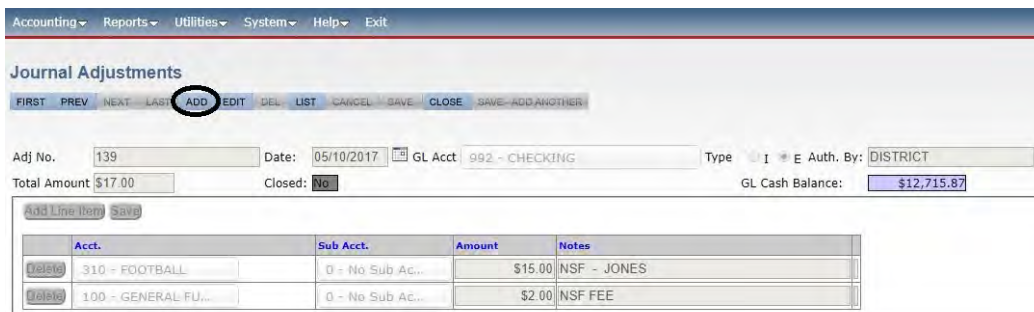 Accounting Reports Utilities System Help Exit
Journal Adjustments
FIRST PREV NEXT LAST ADD EDIT DEL LIST CANCEL SAVE CLOSE SAVE - ADD ANOTHER
Adj No. 139 Date: 05/10/2017 GL Acct 992 - CHECKING Type I E Auth. By: DISTRICT
Total Amount $17.00 Closed: No GL Cash Balance: $12,715.87
Add Line Item Save
Acct. Sub Acct. Amount Notes
Delete 310 - FOOTBALL 0 - No Sub Ac... $15.00 NSF - JONES
Delete 100 - GENERAL FU... 0 - No Sub Ac... $2.00 NSF FEE